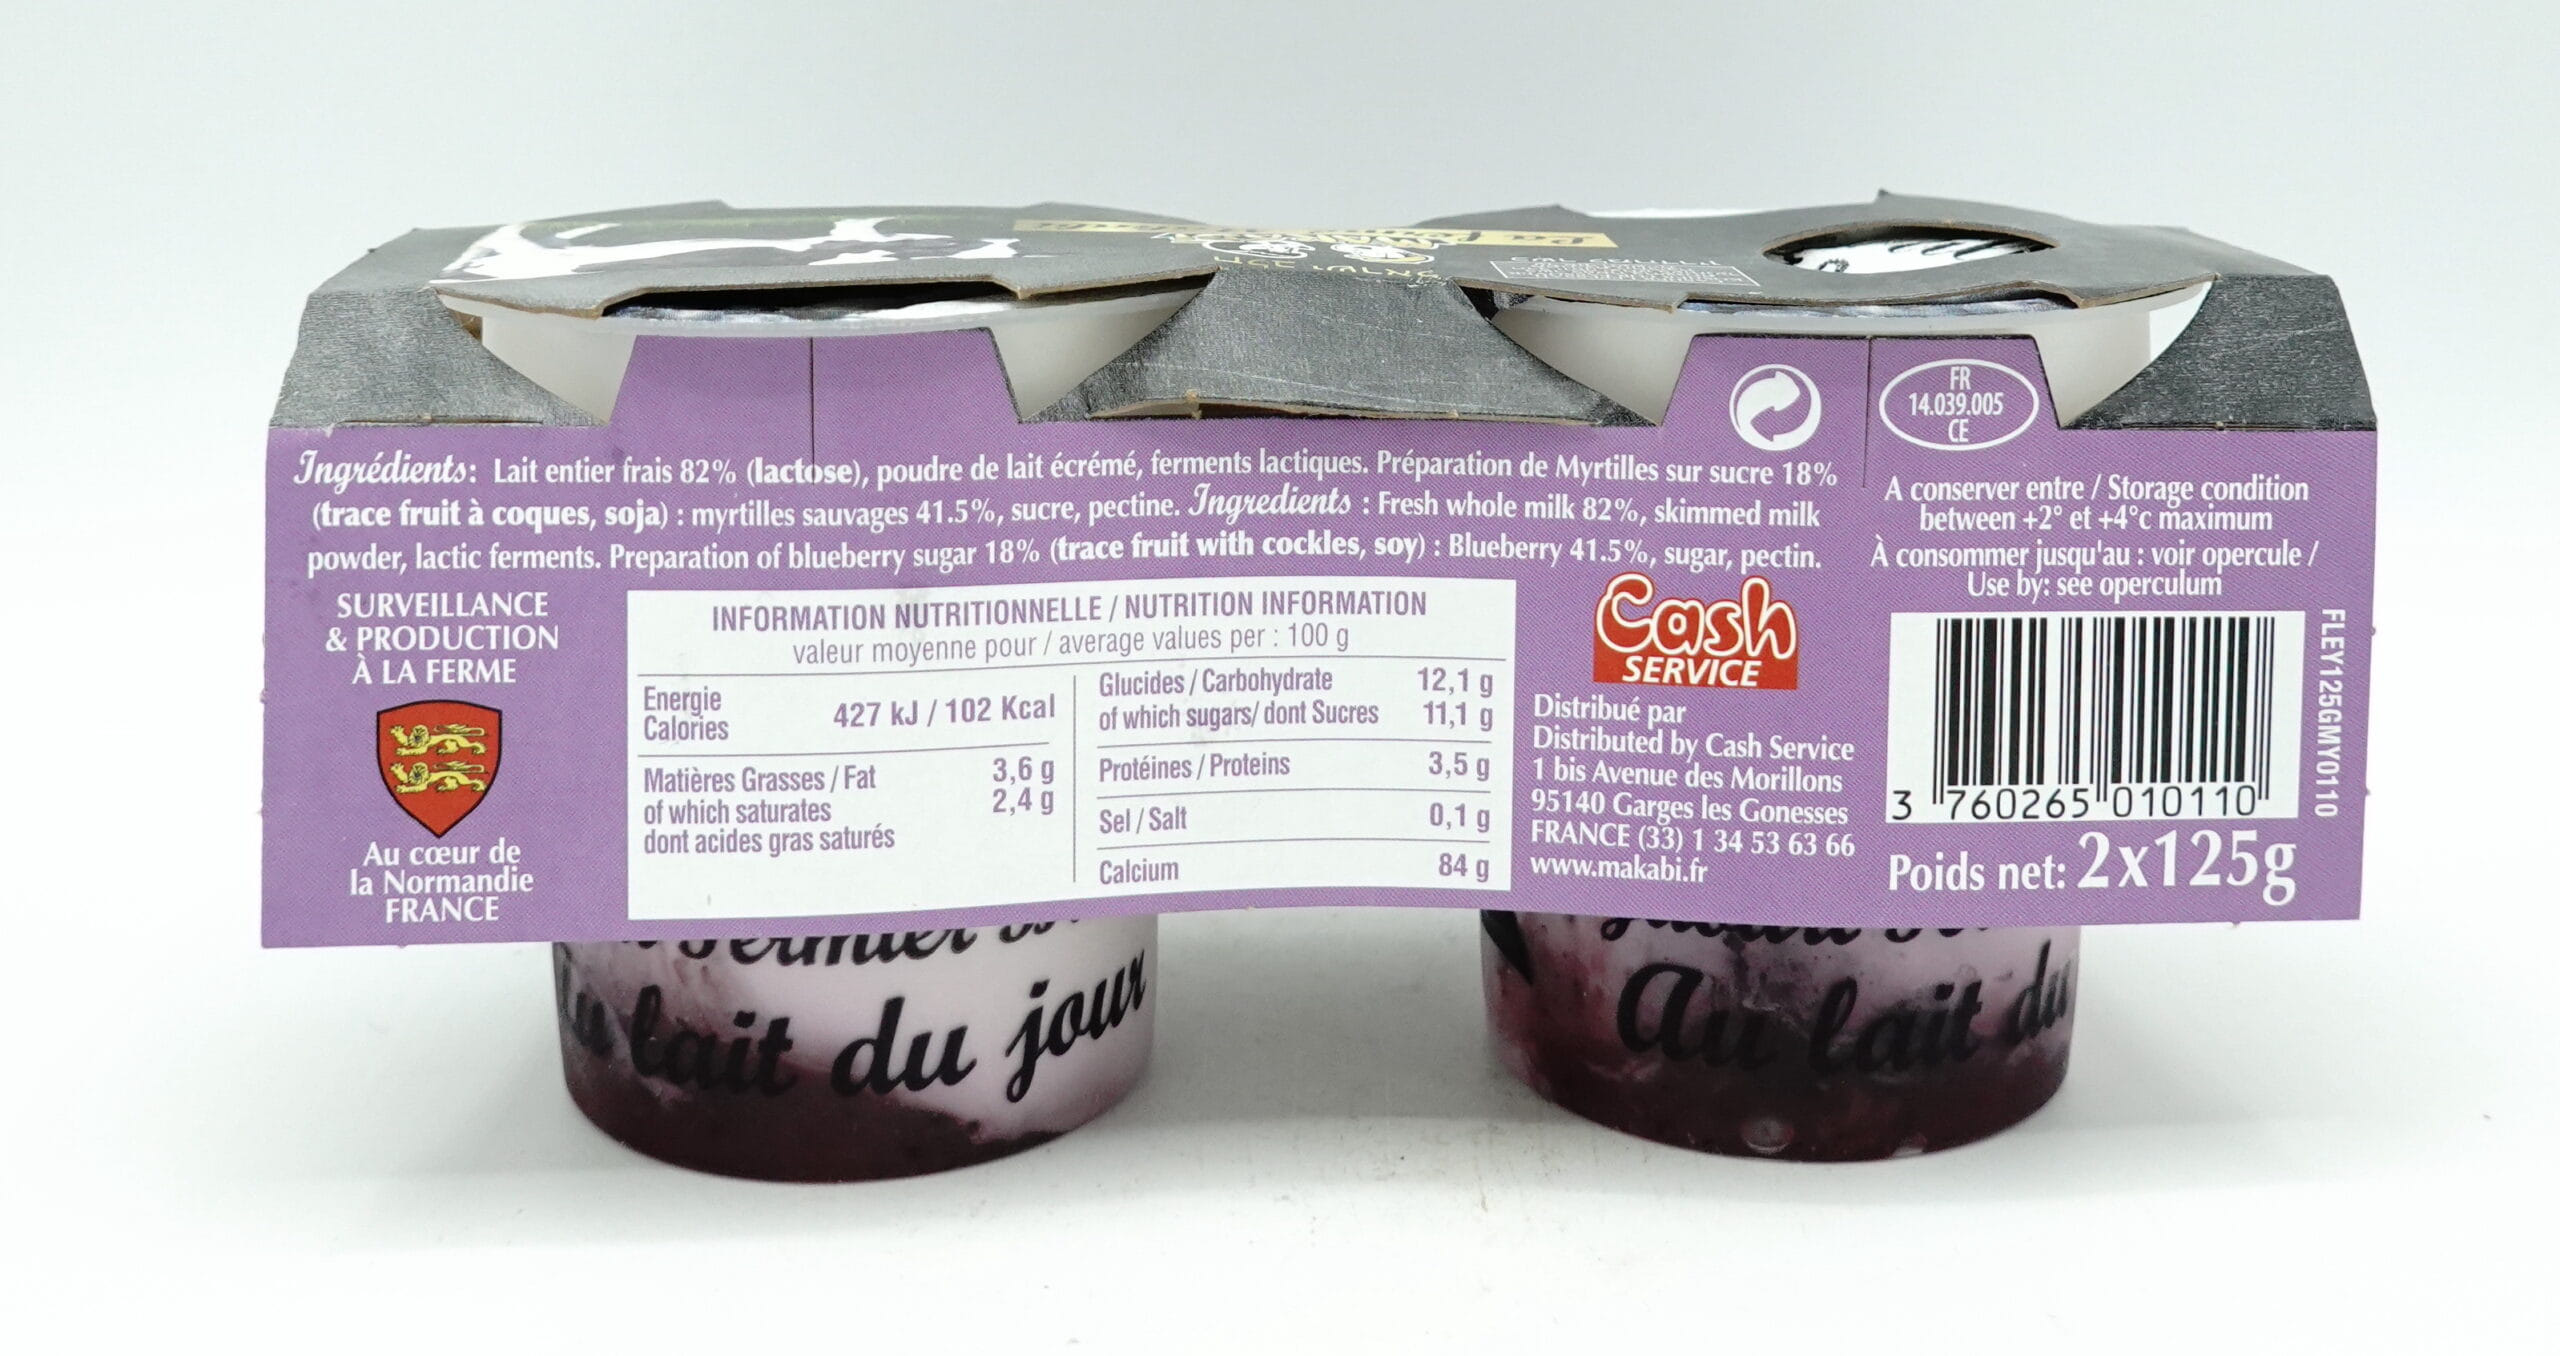 Ingrédients: Lait entier frais 82% (lactose), poudre de lait écrémé, ferments lactiques. Préparation de Myrtilles sur sucre 18%
(trace fruit à coques, soja) : myrtilles sauvages 41.5%, sucre, pectine. Ingredients : Fresh whole milk 82%, skimmed milk
powder, lactic ferments. Preparation of blueberry sugar 18% (trace fruit with cockles, soy) : Blueberry 41.5%, sugar, pectin.
SURVEILLANCE
& PRODUCTION
À LA FERME
Au cœur de
la Normandie
FRANCE
INFORMATION NUTRITIONNELLE / NUTRITION INFORMATION
valeur moyenne pour / average values per : 100 g
Energie
Calories
427 kJ / 102 Kcal
Matières Grasses / Fat 3,6 g
of which saturates 2,4 g
dont acides gras saturés
Glucides / Carbohydrate 12,1 g
of which sugars/ dont Sucres 11,1 g
Protéines / Proteins 3,5 g
Sel / Salt 0,1 g
Calcium 84 g
Cash
SERVICE
Distribué par
Distributed by Cash Service
1 bis Avenue des Morillons
95140 Garges les Gonesses
FRANCE (33) 1 34 53 63 66
www.makabi.fr
FR
14.039.005
CE
A conserver entre / Storage condition
between +2° et +4°c maximum
À consommer jusqu'au : voir opercule /
Use by: see operculum
3 760265 010110
FLEY125GMY0110
Poids net: 2x125g
lait du jour
Au lait du